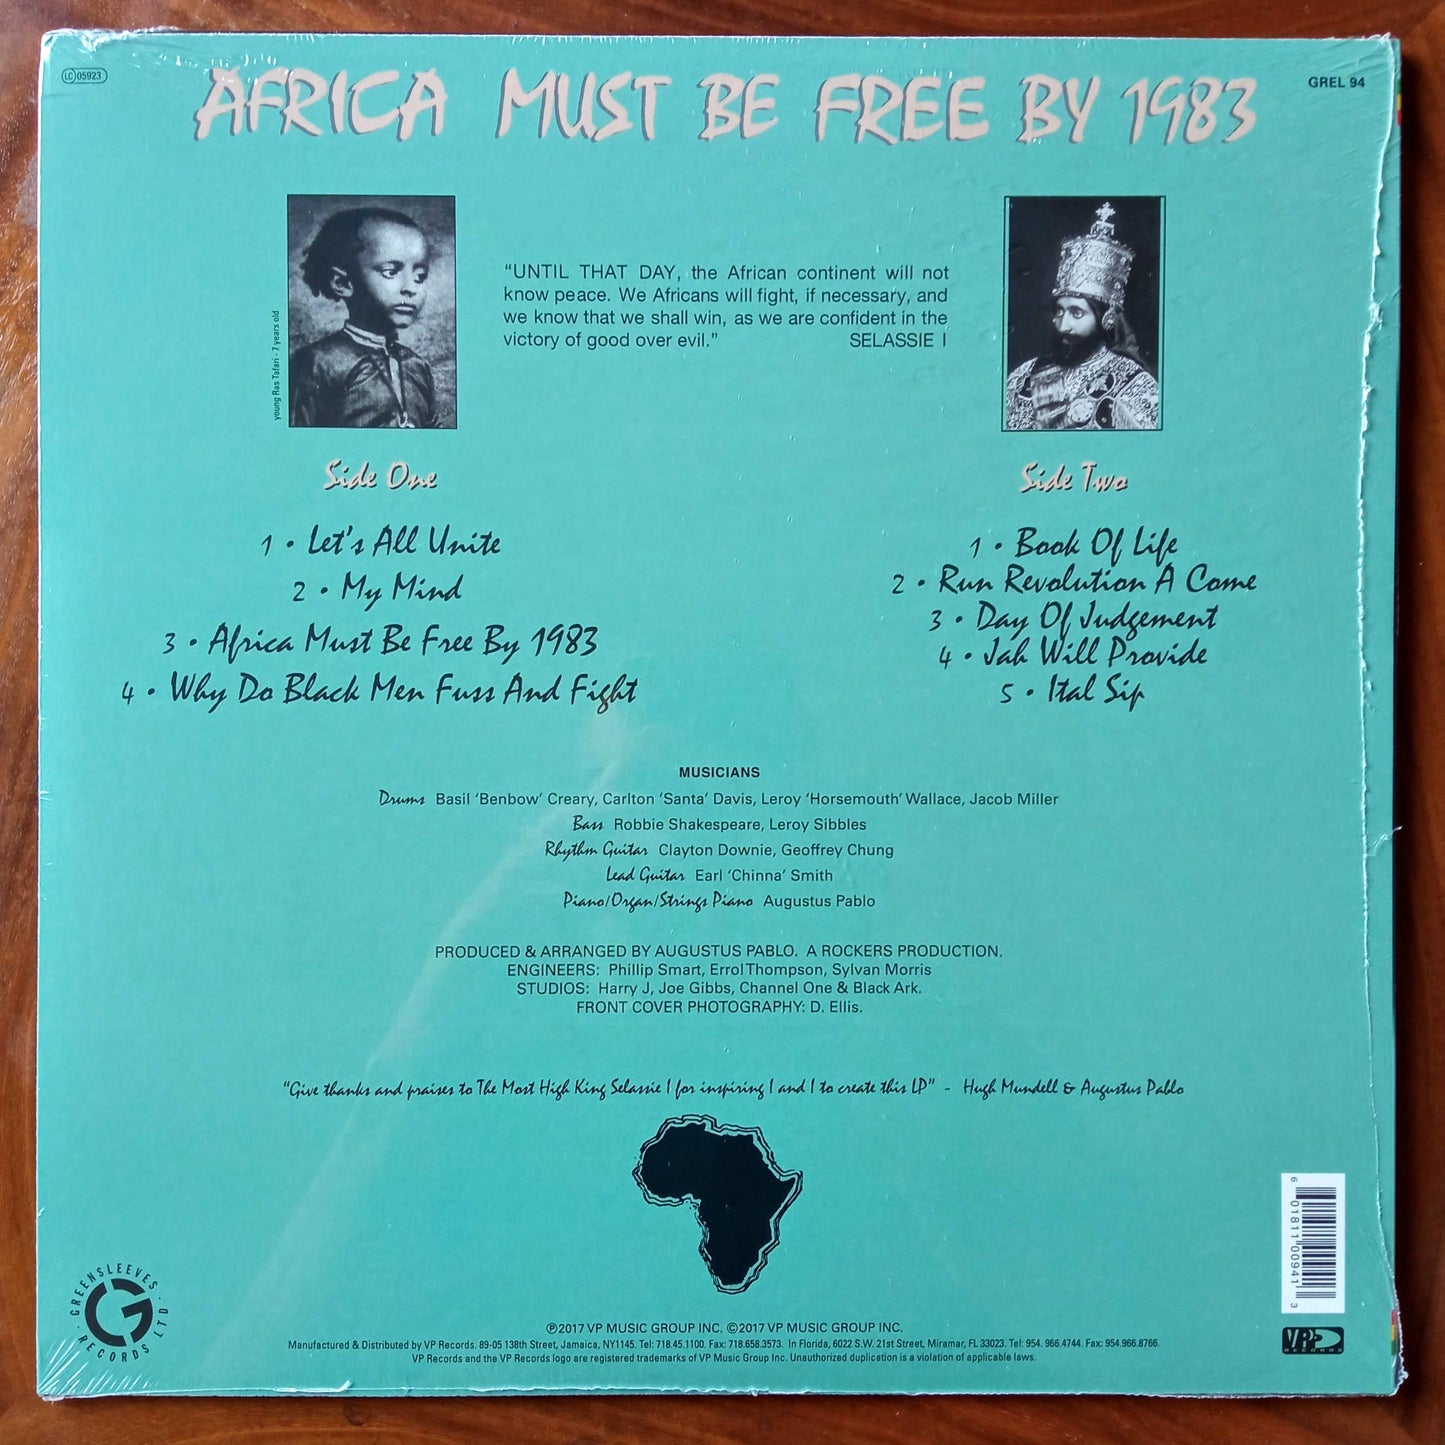 LC 05923
AFRICA MUST BE FREE BY 1983
GREL 94
young Ras Tafari - 7 years old
“UNTIL THAT DAY, the African continent will not
know peace. We Africans will fight, if necessary, and
we know that we shall win, as we are confident in the
victory of good over evil.” SELASSIE I
Side One
1 • Let's All Unite
2 • My Mind
3 • Africa Must Be Free By 1983
4 • Why Do Black Men Fuss And Fight
Side Two
1 • Book Of Life
2 • Run Revolution A Come
3 • Day Of Judgement
4 • Jah Will Provide
5 • Ital Sip
MUSICIANS
Drums Basil ‘Benbow’ Creary, Carlton ‘Santa’ Davis, Leroy ‘Horsemouth’ Wallace, Jacob Miller
Bass Robbie Shakespeare, Leroy Sibbles
Rhythm Guitar Clayton Downie, Geoffrey Chung
Lead Guitar Earl ‘Chinna’ Smith
Piano/Organ/Strings Piano Augustus Pablo
PRODUCED & ARRANGED BY AUGUSTUS PABLO. A ROCKERS PRODUCTION.
ENGINEERS: Phillip Smart, Errol Thompson, Sylvan Morris
STUDIOS: Harry J, Joe Gibbs, Channel One & Black Ark.
FRONT COVER PHOTOGRAPHY: D. Ellis.
“Give thanks and praises to The Most High King Selassie I for inspiring I and I to create this LP” - Hugh Mundell & Augustus Pablo
6 01811 00941 3
GREENSLEEVES · RECORDS LTD ·
VP RECORDS
℗2017 VP MUSIC GROUP INC. ©2017 VP MUSIC GROUP INC.
Manufactured & Distributed by VP Records. 89-05 138th Street, Jamaica, NY1145. Tel: 718.45.1100. Fax: 718.658.3573. In Florida, 6022 S.W. 21st Street, Miramar, FL 33023. Tel: 954. 966.4744. Fax: 954.966.8766.
VP Records and the VP Records logo are registered trademarks of VP Music Group Inc. Unauthorized duplication is a violation of applicable laws.